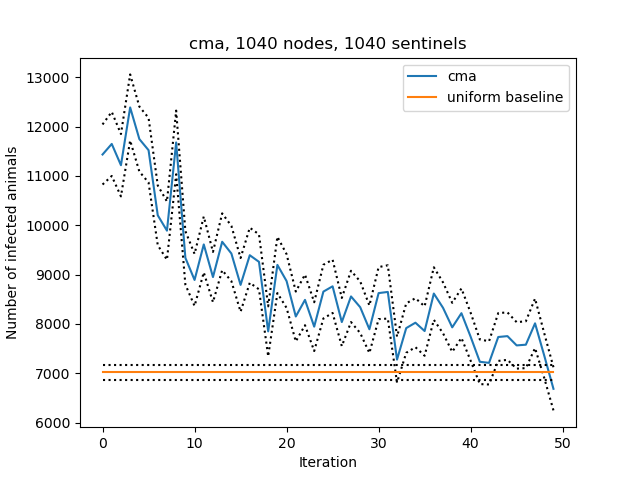 cma, 1040 nodes, 1040 sentinels
cma
uniform baseline
Number of infected animals
13000
12000
11000
10000
9000
8000
7000
6000
0 10 20 30 40 50
Iteration